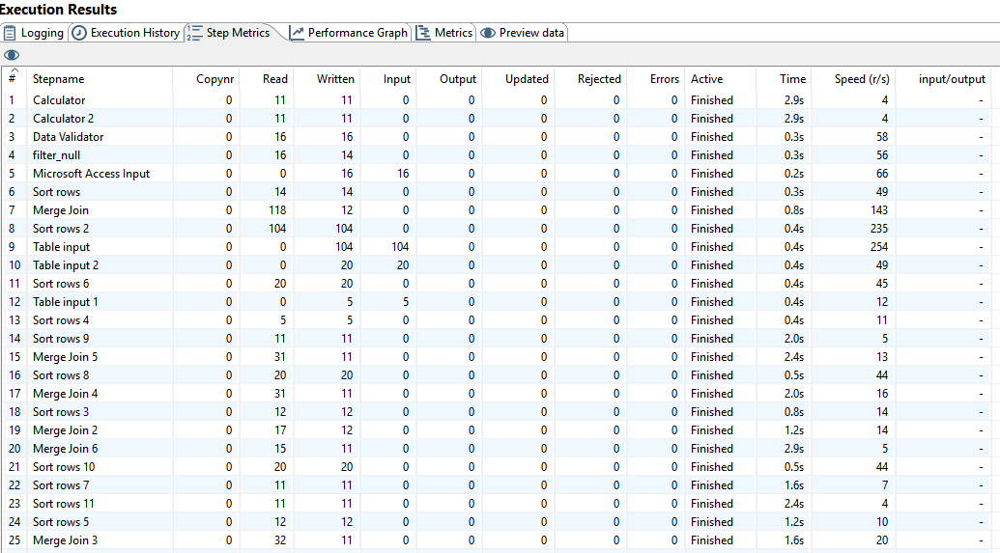 Execution Results
Logging Execution History Step Metrics Performance Graph Metrics Preview data
# Stepname Copynr Read Written Input Output Updated Rejected Errors Active Time Speed (r/s) input/output
1 Calculator 0 11 11 0 0 0 0 0 Finished 2.9s 4 -
2 Calculator 2 0 11 11 0 0 0 0 0 Finished 2.9s 4 -
3 Data Validator 0 16 16 0 0 0 0 0 Finished 0.3s 58 -
4 filter_null 0 16 14 0 0 0 0 0 Finished 0.3s 56 -
5 Microsoft Access Input 0 0 16 16 0 0 0 0 Finished 0.2s 66 -
6 Sort rows 0 14 14 0 0 0 0 0 Finished 0.3s 49 -
7 Merge Join 0 118 12 0 0 0 0 0 Finished 0.8s 143 -
8 Sort rows 2 0 104 104 0 0 0 0 0 Finished 0.4s 235 -
9 Table input 0 0 104 104 0 0 0 0 Finished 0.4s 254 -
10 Table input 2 0 0 20 20 0 0 0 0 Finished 0.4s 49 -
11 Sort rows 6 0 20 20 0 0 0 0 0 Finished 0.4s 45 -
12 Table input 1 0 0 5 5 0 0 0 0 Finished 0.4s 12 -
13 Sort rows 4 0 5 5 0 0 0 0 0 Finished 0.4s 11 -
14 Sort rows 9 0 11 11 0 0 0 0 0 Finished 2.0s 5 -
15 Merge Join 5 0 31 11 0 0 0 0 0 Finished 2.4s 13 -
16 Sort rows 8 0 20 20 0 0 0 0 0 Finished 0.5s 44 -
17 Merge Join 4 0 31 11 0 0 0 0 0 Finished 2.0s 16 -
18 Sort rows 3 0 12 12 0 0 0 0 0 Finished 0.8s 14 -
19 Merge Join 2 0 17 12 0 0 0 0 0 Finished 1.2s 14 -
20 Merge Join 6 0 15 11 0 0 0 0 0 Finished 2.9s 5 -
21 Sort rows 10 0 20 20 0 0 0 0 0 Finished 0.5s 44 -
22 Sort rows 7 0 11 11 0 0 0 0 0 Finished 1.6s 7 -
23 Sort rows 11 0 11 11 0 0 0 0 0 Finished 2.4s 4 -
24 Sort rows 5 0 12 12 0 0 0 0 0 Finished 1.2s 10 -
25 Merge Join 3 0 32 11 0 0 0 0 0 Finished 1.6s 20 -